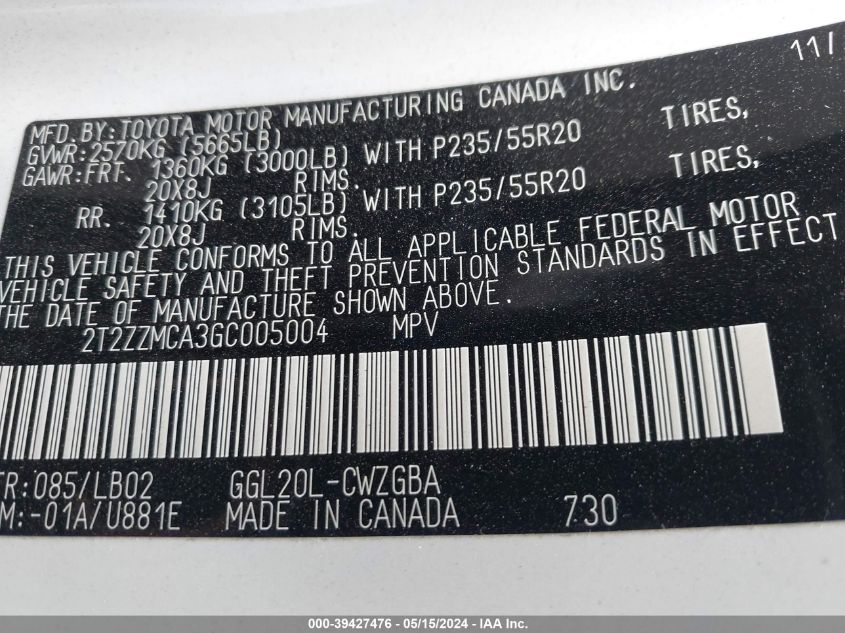 11/
MFD. BY: TOYOTA MOTOR MANUFACTURING CANADA INC.
GVWR: 2570KG (5665LB)
GAWR: FRT. 1360KG (3000LB) WITH P235/55R20 TIRES,
20X8J RIMS.
RR. 1410KG (3105LB) WITH P235/55R20 TIRES,
20X8J RIMS.
THIS VEHICLE CONFORMS TO ALL APPLICABLE FEDERAL MOTOR
VEHICLE SAFETY AND THEFT PREVENTION STANDARDS IN EFFECT
THE DATE OF MANUFACTURE SHOWN ABOVE.
2T2ZZMCA3GC005004 MPV
TR:085/LB02 GGL20L-CWZGBA
M:-01A/U881E MADE IN CANADA 730
000-39427476 - 05/15/2024 - IAA Inc.